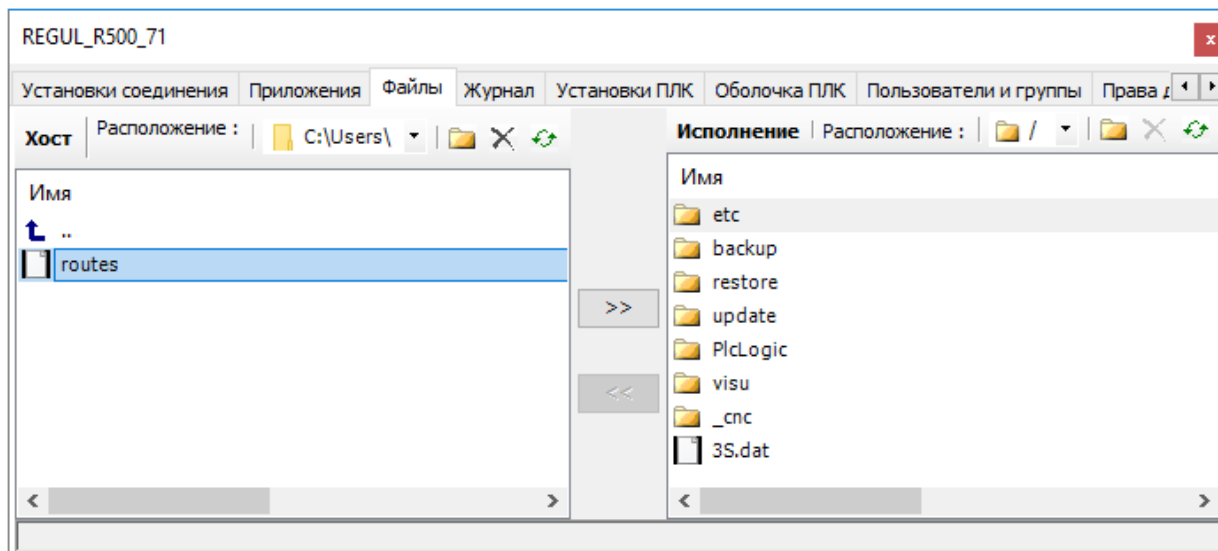 REGUL_R500_71
x
Установки соединения Приложения Файлы Журнал Установки ПЛК Оболочка ПЛК Пользователи и группы Права д
Хост Расположение : C:\Users\
Имя
..
routes
>>
<<
Исполнение Расположение : /
Имя
etc
backup
restore
update
PlcLogic
visu
_cnc
3S.dat